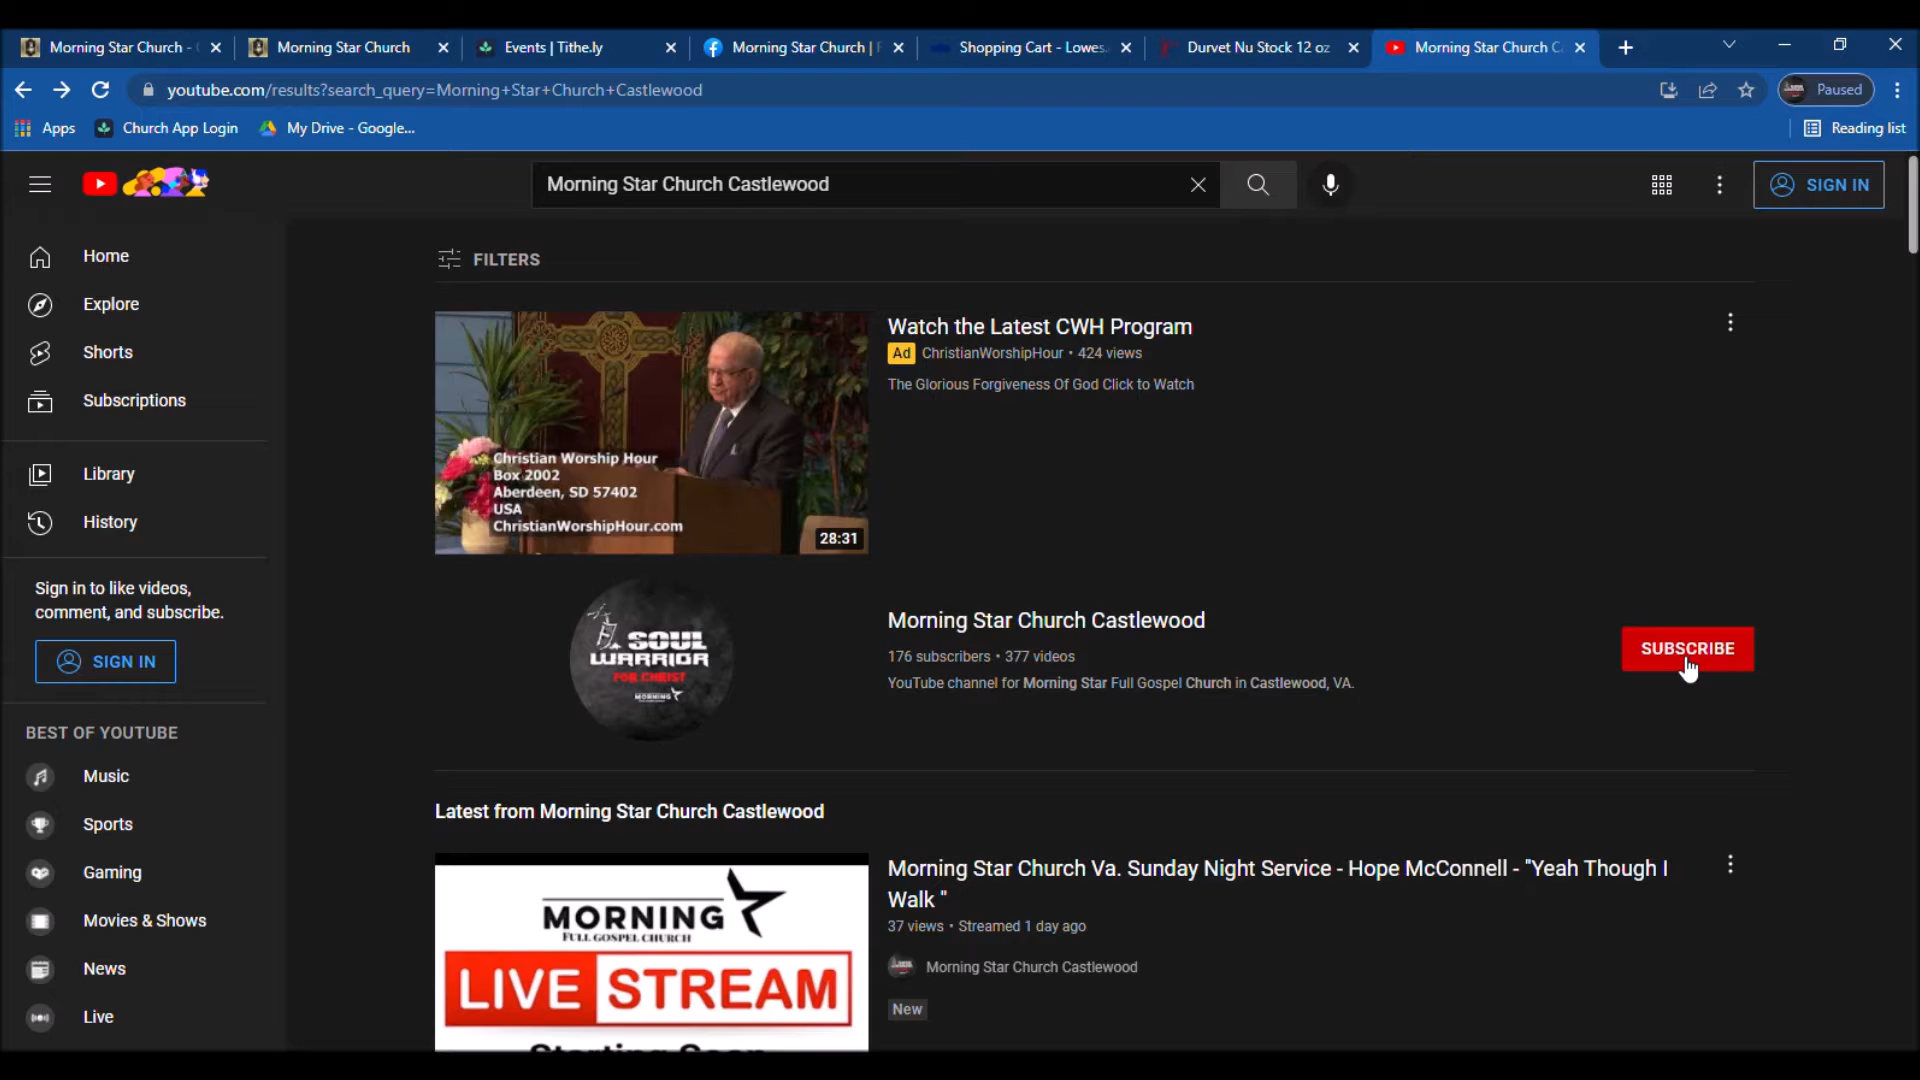 Morning Star Church - 
Morning Star Church
Events | Tithe.ly
Morning Star Church |
Shopping Cart - Lowes.
Durvet Nu Stock 12 oz
Morning Star Church C
youtube.com/results?search_query=Morning+Star+Church+Castlewood
Paused
Apps
Church App Login
My Drive - Google...
Reading list
Morning Star Church Castlewood
SIGN IN
Home
Explore
Shorts
Subscriptions
Library
History
Sign in to like videos,
comment, and subscribe.
SIGN IN
BEST OF YOUTUBE
Music
Sports
Gaming
Movies & Shows
News
Live
FILTERS
Christian Worship Hour
Box 2002
Aberdeen, SD 57402
USA
ChristianWorshipHour.com
28:31
Watch the Latest CWH Program
Ad ChristianWorshipHour • 424 views
The Glorious Forgiveness Of God Click to Watch
SOUL
WARRIOR
FOR CHRIST
MORNING
Morning Star Church Castlewood
176 subscribers • 377 videos
YouTube channel for Morning Star Full Gospel Church in Castlewood, VA.
SUBSCRIBE
Latest from Morning Star Church Castlewood
MORNING
FULL GOSPEL CHURCH
LIVE STREAM
Starting Soon
Morning Star Church Va. Sunday Night Service - Hope McConnell - "Yeah Though I
Walk "
37 views • Streamed 1 day ago
Morning Star Church Castlewood
New